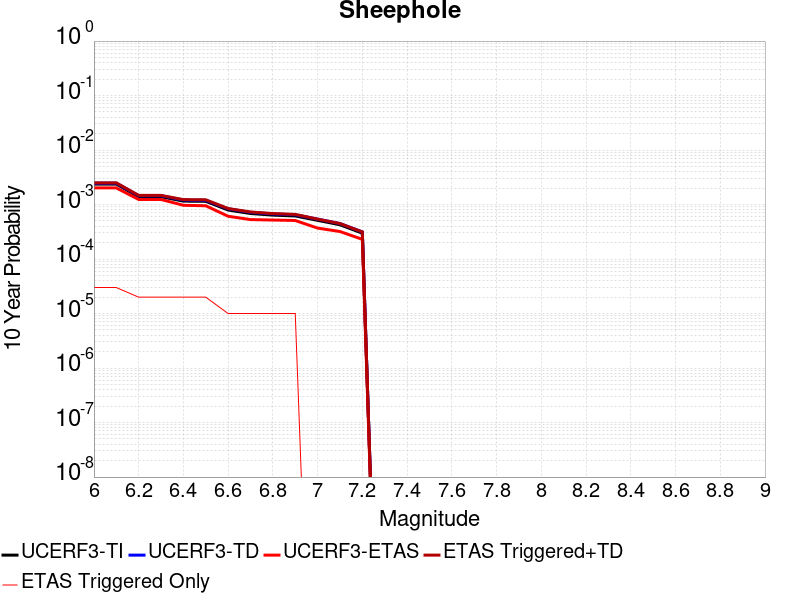 Sheephole
10 0
10 -1
10 -2
10 -3
10 -4
10 -5
10 -6
10 -7
10 -8
10 Year Probability
6 6.2 6.4 6.6 6.8 7 7.2 7.4 7.6 7.8 8 8.2 8.4 8.6 8.8 9
Magnitude
UCERF3-TI UCERF3-TD UCERF3-ETAS ETAS Triggered+TD
ETAS Triggered Only